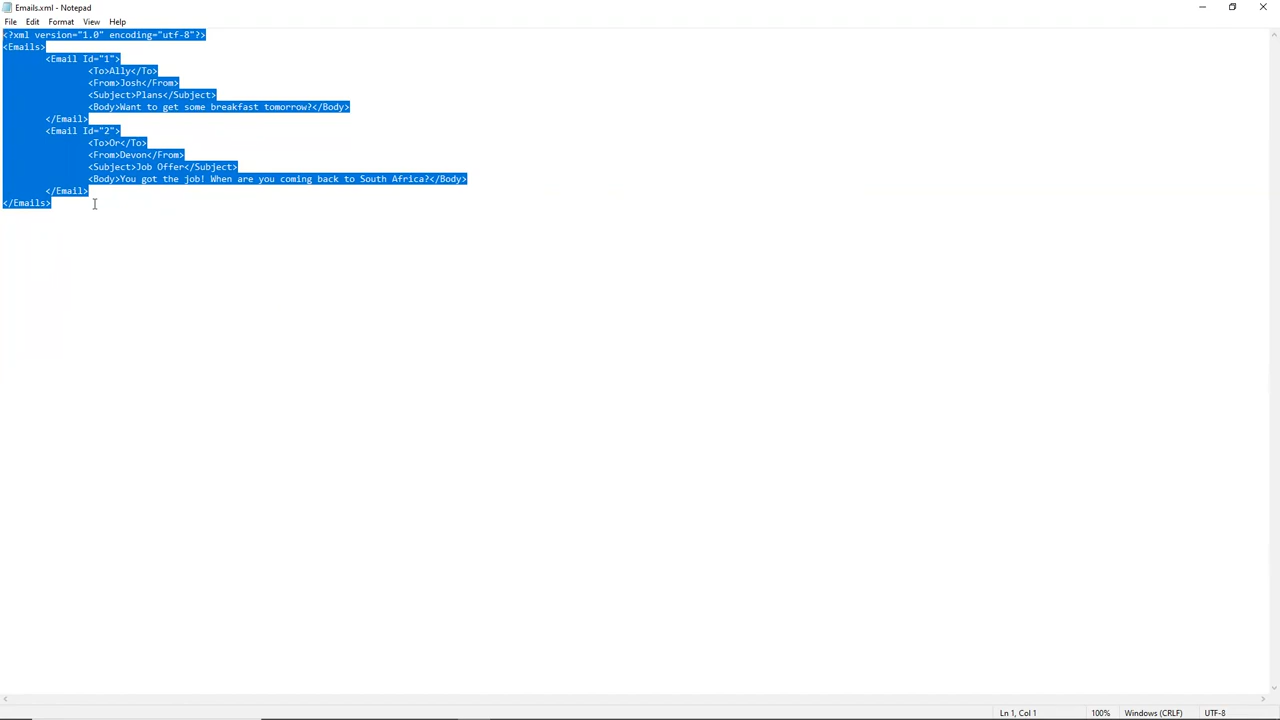 Emails.xml - Notepad
File Edit Format View Help
<?xml version="1.0" encoding="utf-8"?>
<Emails>
<Email Id="1">
<To>Ally</To>
<From>Josh</From>
<Subject>Plans</Subject>
<Body>Want to get some breakfast tomorrow?</Body>
</Email>
<Email Id="2">
<To>Or</To>
<From>Devon</From>
<Subject>Job Offer</Subject>
<Body>You got the job! When are you coming back to South Africa?</Body>
</Email>
</Emails>
Ln 1, Col 1 100% Windows (CRLF) UTF-8